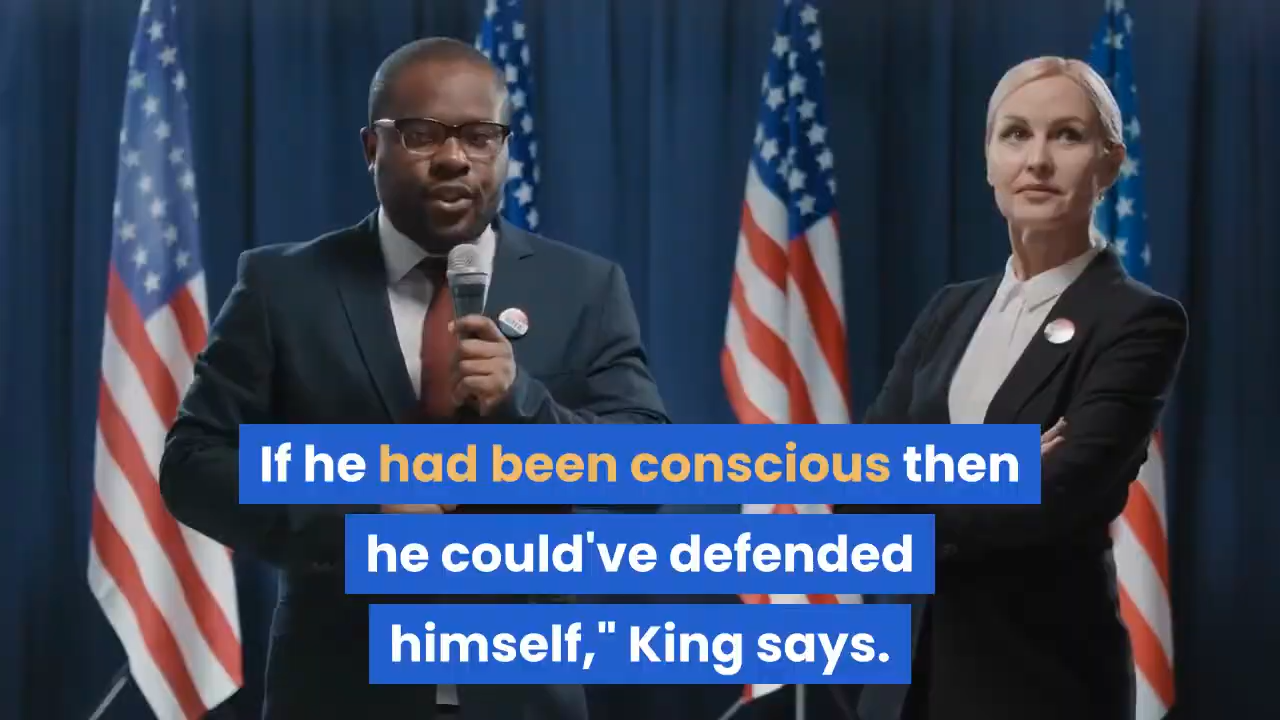 If he had been conscious then
he could've defended
himself," King says.